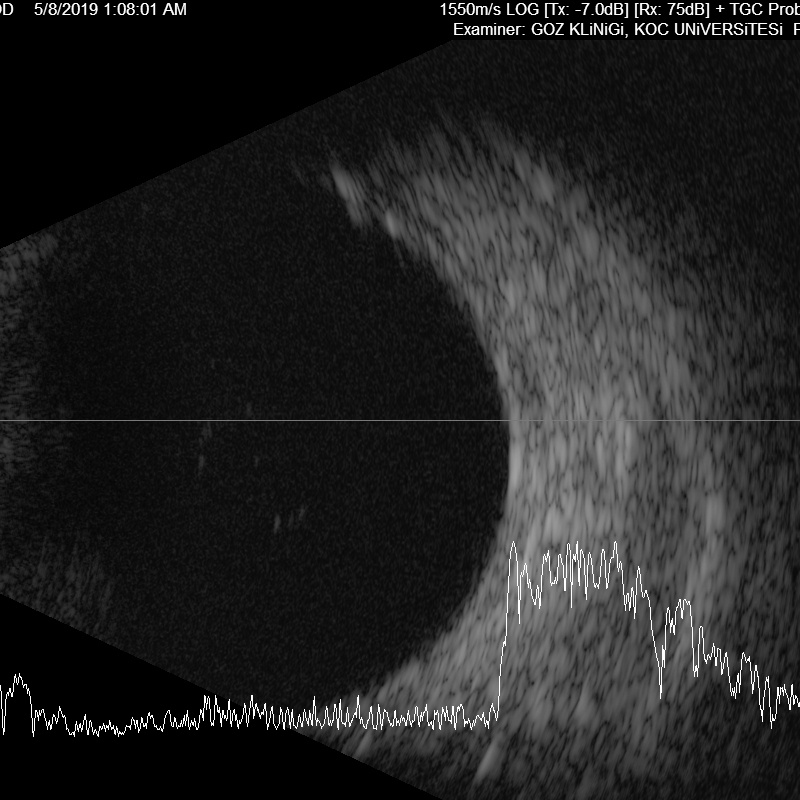 5/8/2019 1:08:01 AM
1550m/s LOG [Tx: -7.0dB] [Rx: 75dB] + TGC
Examiner: GOZ KLiNiGi, KOC UNiVERSiTESi